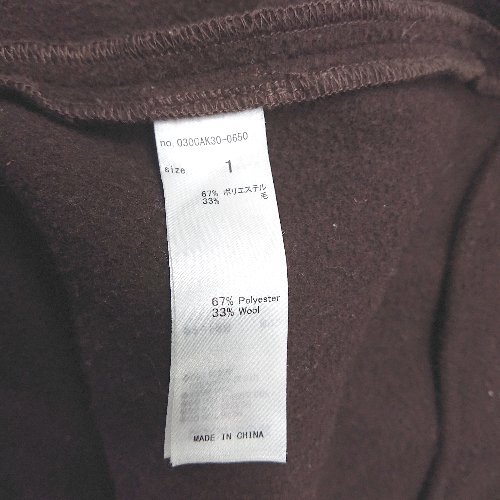 no. 030CAK30-0650
size 1
67% ポリエステル
33% 毛
67% Polyester
33% Wool
MADE IN CHINA